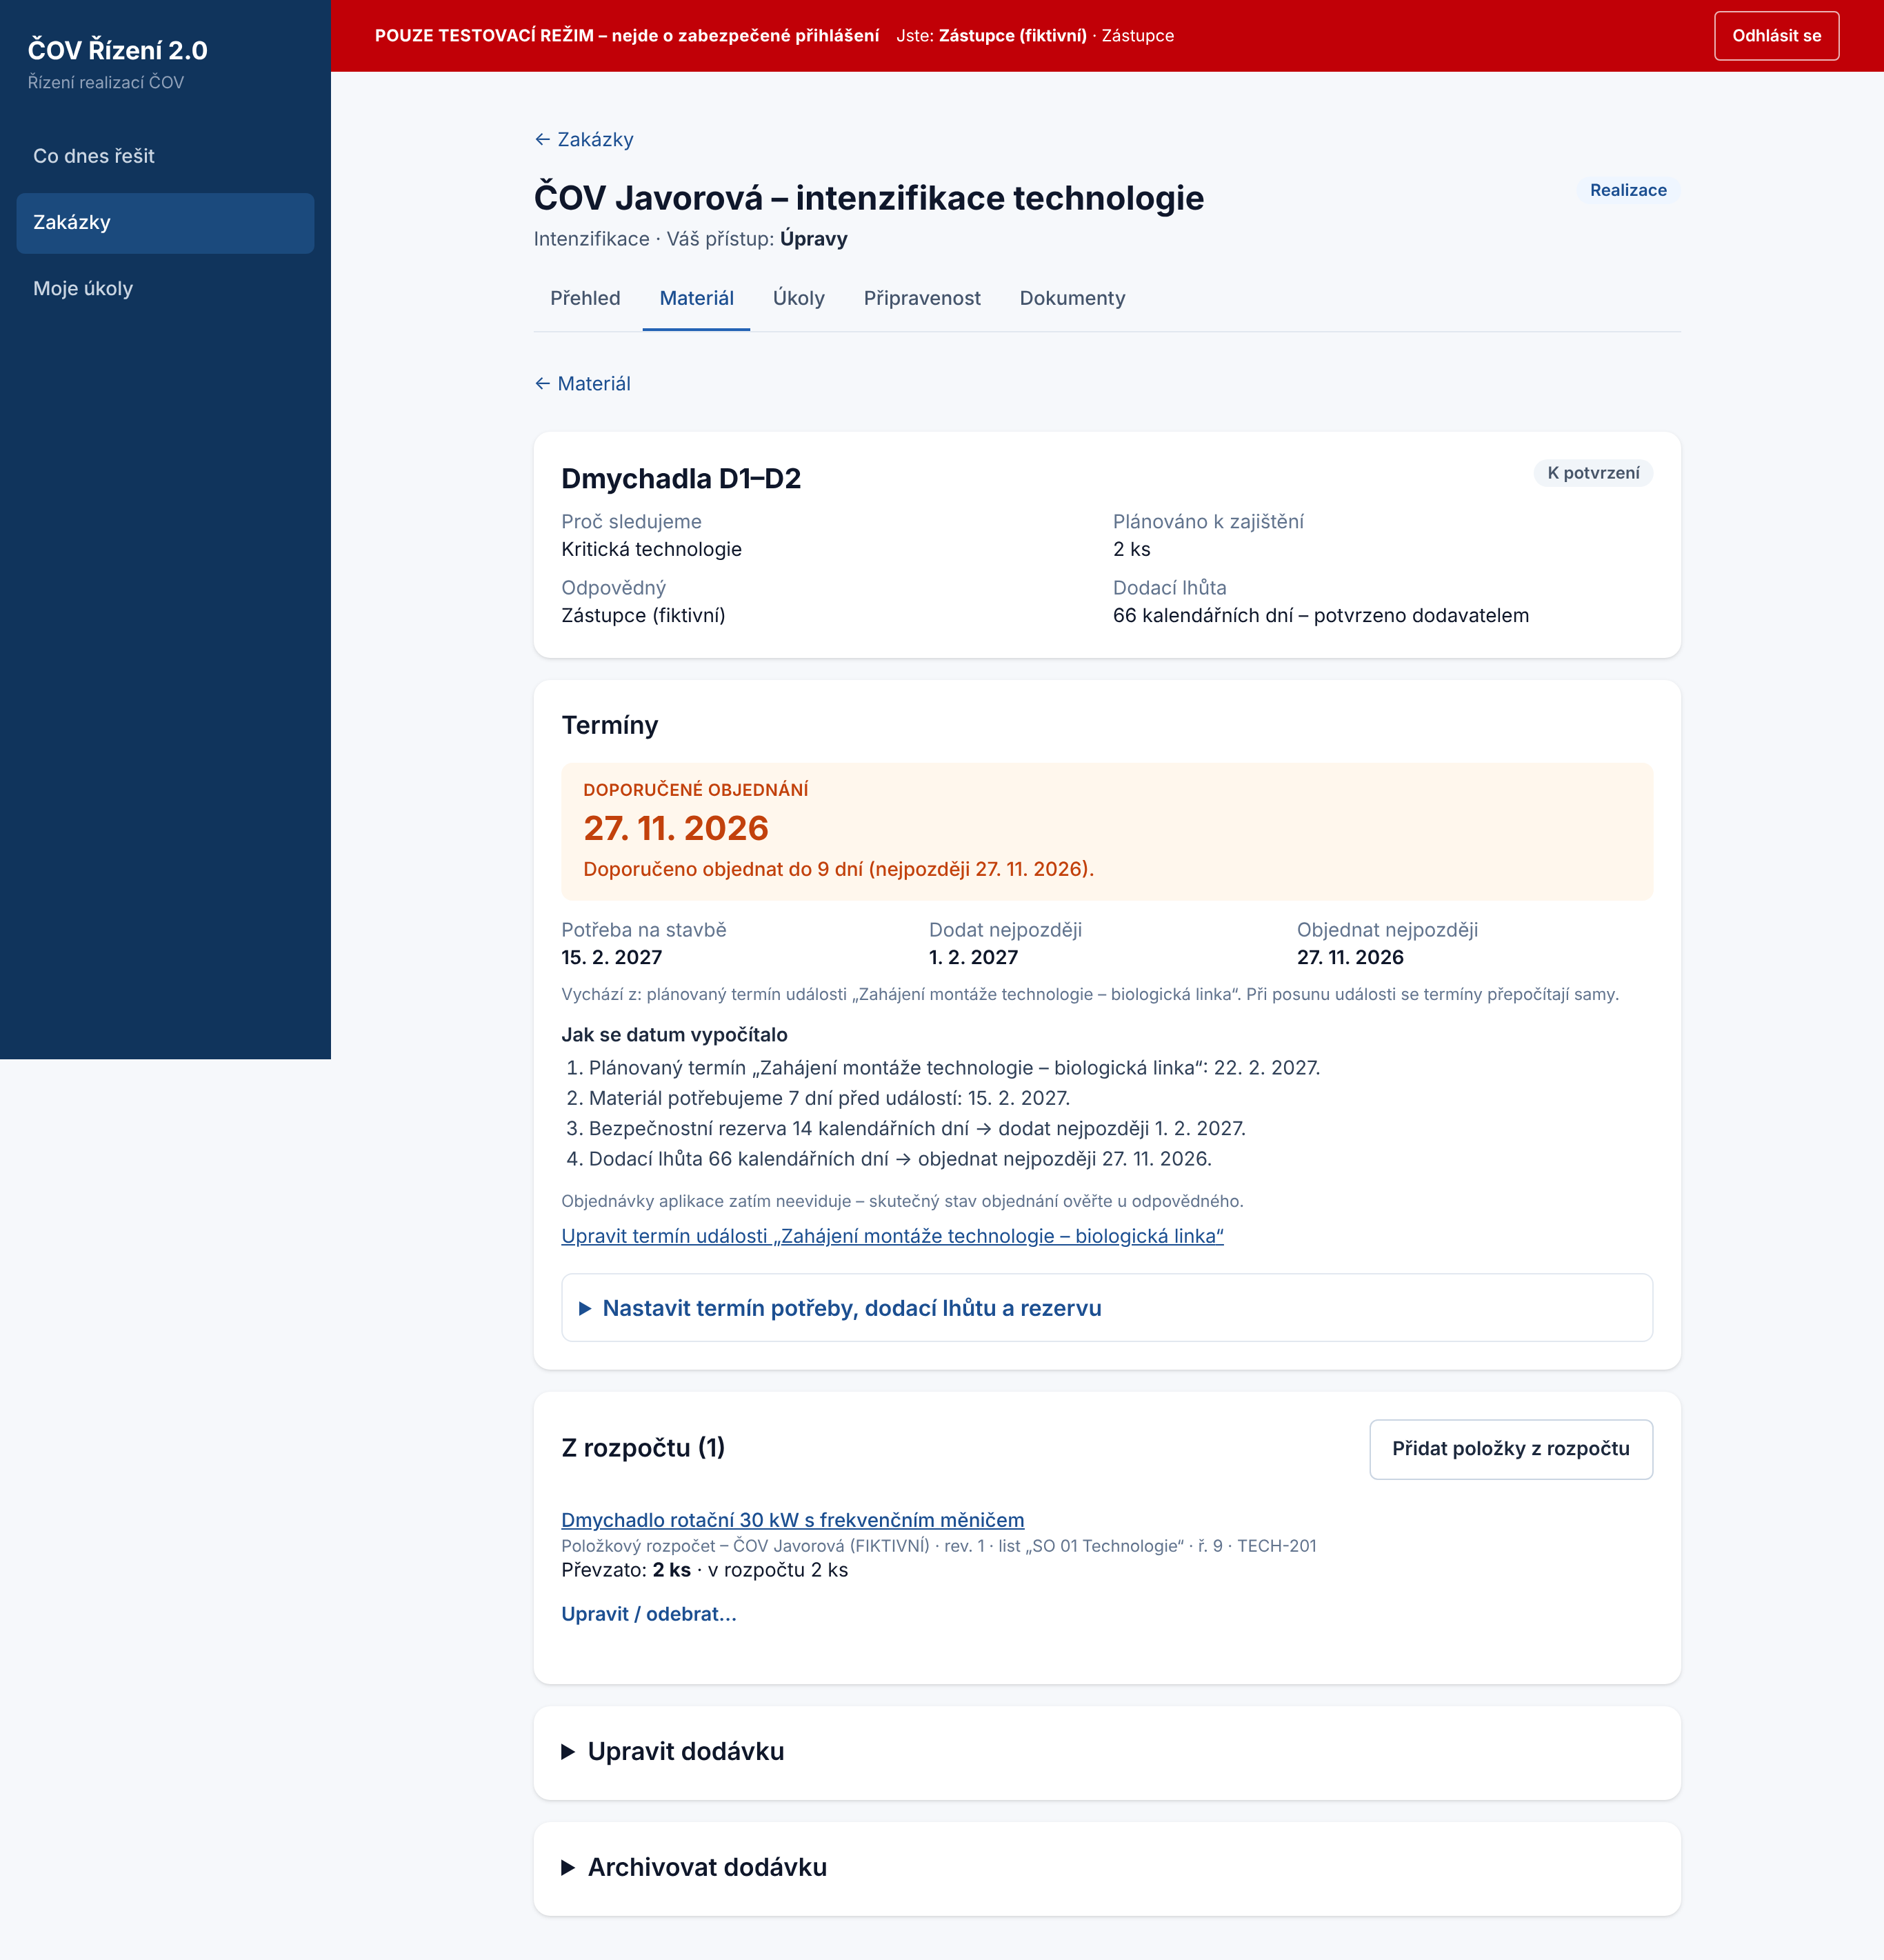 ČOV Řízení 2.0
Řízení realizací ČOV
Co dnes řešit
Zakázky
Moje úkoly
POUZE TESTOVACÍ REŽIM – nejde o zabezpečené přihlášení Jste: Zástupce (fiktivní) · Zástupce
Odhlásit se
← Zakázky
ČOV Javorová – intenzifikace technologie
Realizace
Intenzifikace · Váš přístup: Úpravy
Přehled Materiál Úkoly Připravenost Dokumenty
← Materiál
Dmychadla D1–D2
K potvrzení
Proč sledujeme
Kritická technologie
Plánováno k zajištění
2 ks
Odpovědný
Zástupce (fiktivní)
Dodací lhůta
66 kalendářních dní – potvrzeno dodavatelem
Termíny
DOPORUČENÉ OBJEDNÁNÍ
27. 11. 2026
Doporučeno objednat do 9 dní (nejpozději 27. 11. 2026).
Potřeba na stavbě
15. 2. 2027
Dodat nejpozději
1. 2. 2027
Objednat nejpozději
27. 11. 2026
Vychází z: plánovaný termín události „Zahájení montáže technologie – biologická linka“. Při posunu události se termíny přepočítají samy.
Jak se datum vypočítalo
1. Plánovaný termín „Zahájení montáže technologie – biologická linka“: 22. 2. 2027.
2. Materiál potřebujeme 7 dní před událostí: 15. 2. 2027.
3. Bezpečnostní rezerva 14 kalendářních dní → dodat nejpozději 1. 2. 2027.
4. Dodací lhůta 66 kalendářních dní → objednat nejpozději 27. 11. 2026.
Objednávky aplikace zatím neeviduje – skutečný stav objednání ověřte u odpovědného.
Upravit termín události „Zahájení montáže technologie – biologická linka“
▶ Nastavit termín potřeby, dodací lhůtu a rezervu
Z rozpočtu (1)
Přidat položky z rozpočtu
Dmychadlo rotační 30 kW s frekvenčním měničem
Položkový rozpočet – ČOV Javorová (FIKTIVNÍ) · rev. 1 · list „SO 01 Technologie“ · ř. 9 · TECH-201
Převzato: 2 ks · v rozpočtu 2 ks
Upravit / odebrat…
▶ Upravit dodávku
▶ Archivovat dodávku